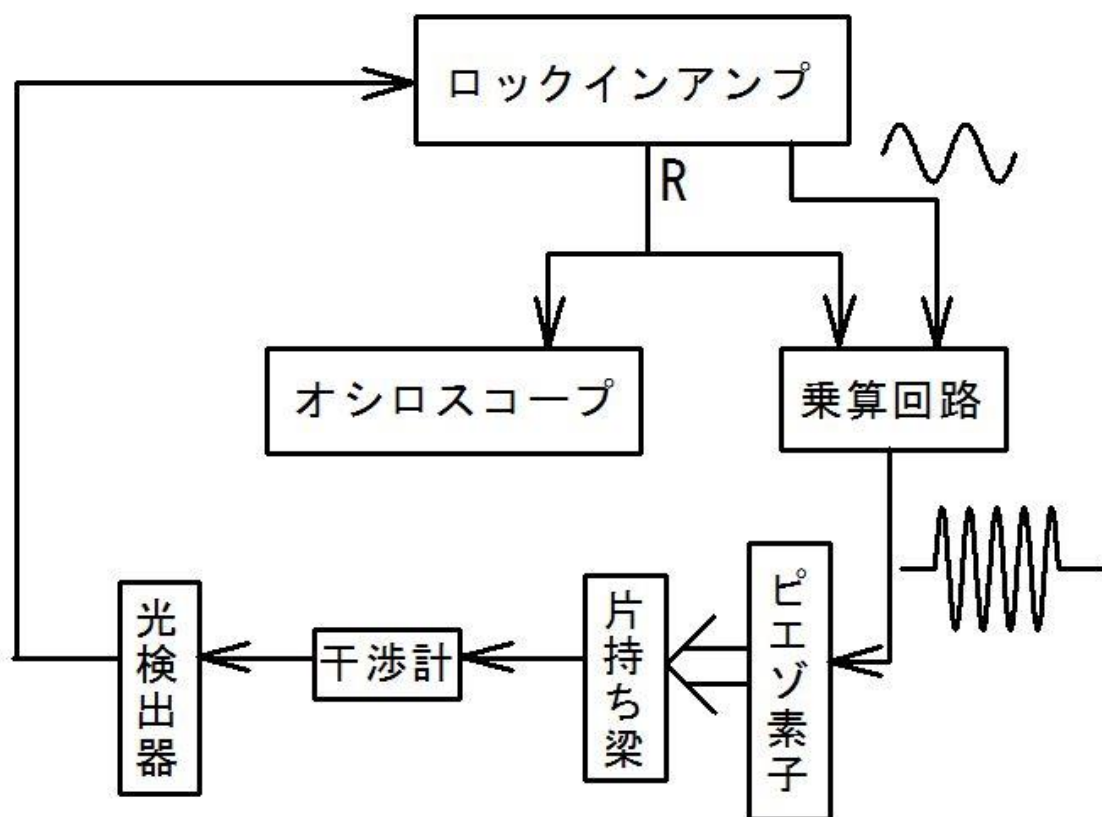 ロックインアンプ
R
オシロスコープ
乗算回路
光検出器
干渉計
片持ち梁
ピエゾ素子